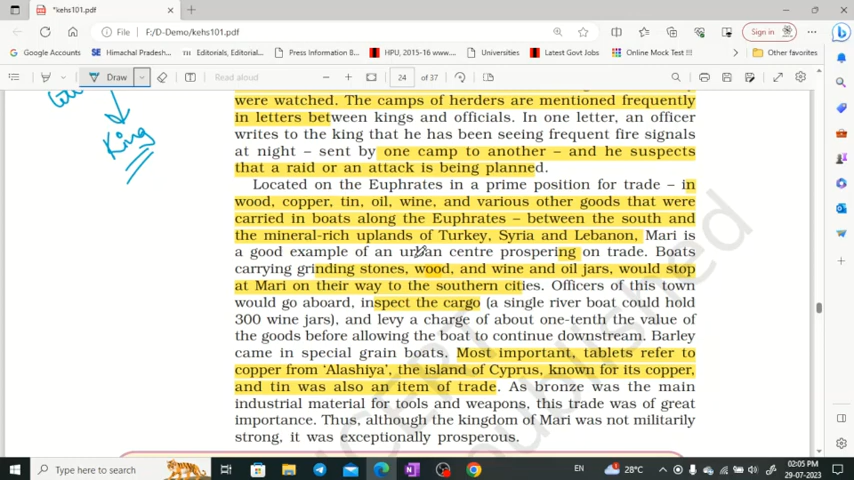 *kehs101.pdf
File
F:/D-Demo/kehs101.pdf
Sign in
Google Accounts
Himachal Pradesh,...
Editorials, Editorial...
Press Information B...
HPU, 2015-16 www....
Universities
Latest Govt Jobs
Online Mock Test !!!
Other favorites
Draw
Read aloud
24
of 37
were watched. The camps of herders are mentioned frequently
in letters between kings and officials. In one letter, an officer
writes to the king that he has been seeing frequent fire signals
at night – sent by one camp to another – and he suspects
that a raid or an attack is being planned.
Located on the Euphrates in a prime position for trade – in
wood, copper, tin, oil, wine, and various other goods that were
carried in boats along the Euphrates – between the south and
the mineral-rich uplands of Turkey, Syria and Lebanon, Mari is
a good example of an urban centre prospering on trade. Boats
carrying grinding stones, wood, and wine and oil jars, would stop
at Mari on their way to the southern cities. Officers of this town
would go aboard, inspect the cargo (a single river boat could hold
300 wine jars), and levy a charge of about one-tenth the value of
the goods before allowing the boat to continue downstream. Barley
came in special grain boats. Most important, tablets refer to
copper from 'Alashiya', the island of Cyprus, known for its copper,
and tin was also an item of trade. As bronze was the main
industrial material for tools and weapons, this trade was of great
importance. Thus, although the kingdom of Mari was not militarily
strong, it was exceptionally prosperous.
King
Type here to search
28°C
EN
02:05 PM
29-07-2023